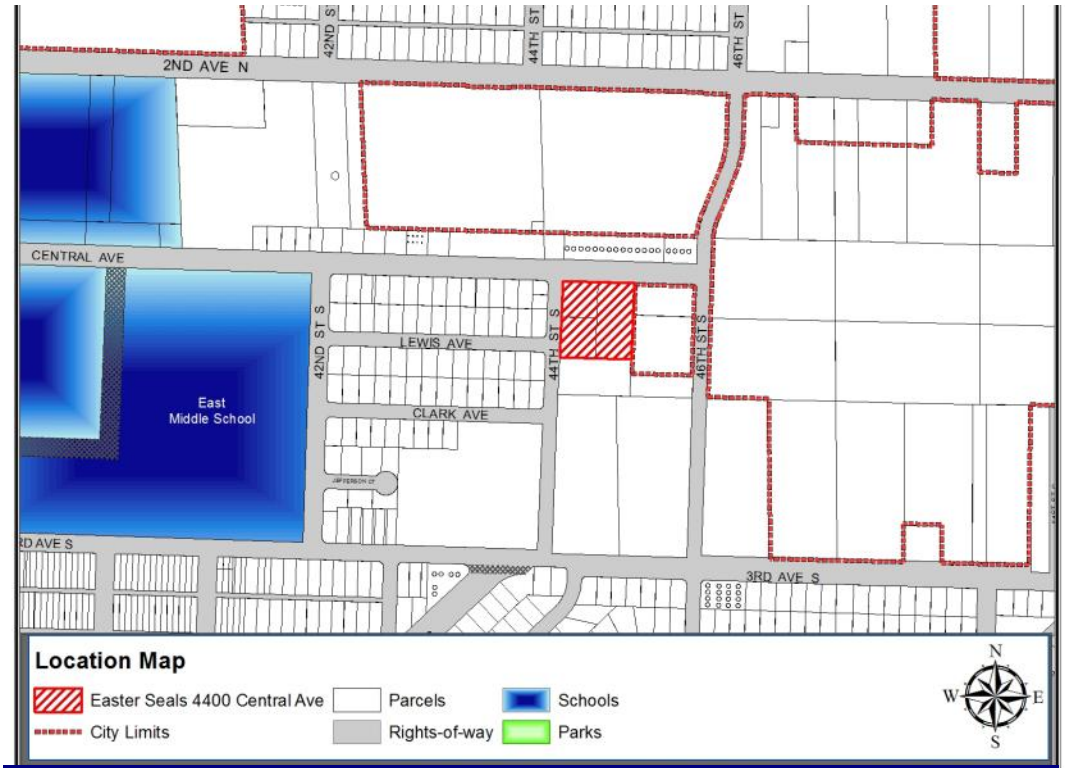 42ND ST
44TH ST
46TH ST
2ND AVE N
CENTRAL AVE
42ND ST S
44TH ST S
46TH ST S
LEWIS AVE
CLARK AVE
East
Middle School
JEFFERSON CT
RD AVE S
3RD AVE S
Location Map
Easter Seals 4400 Central Ave
Parcels
Schools
City Limits
Rights-of-way
Parks
N
W
E
S